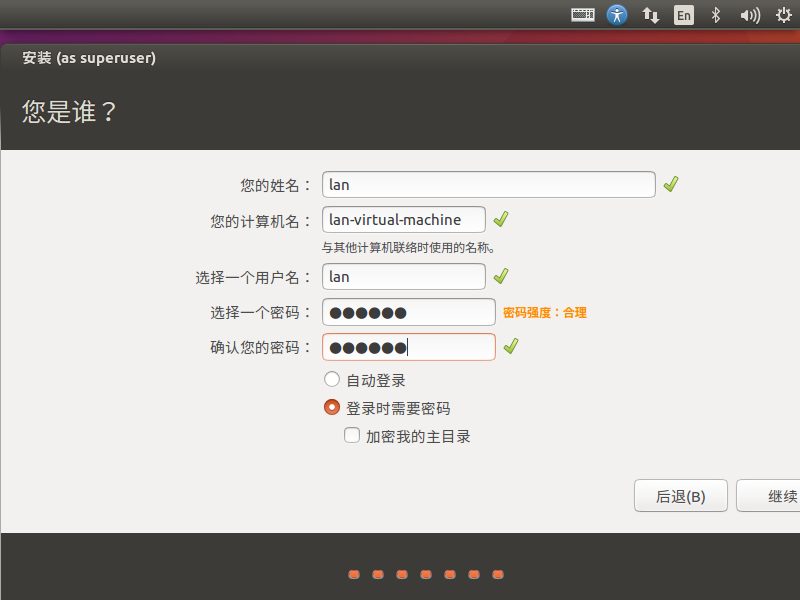 En
安装 (as superuser)
您是谁？
您的姓名： lan
您的计算机名： lan-virtual-machine
与其他计算机联络时使用的名称。
选择一个用户名： lan
选择一个密码： ●●●●●● 密码强度：合理
确认您的密码： ●●●●●●
自动登录
登录时需要密码
加密我的主目录
后退(B) 继续